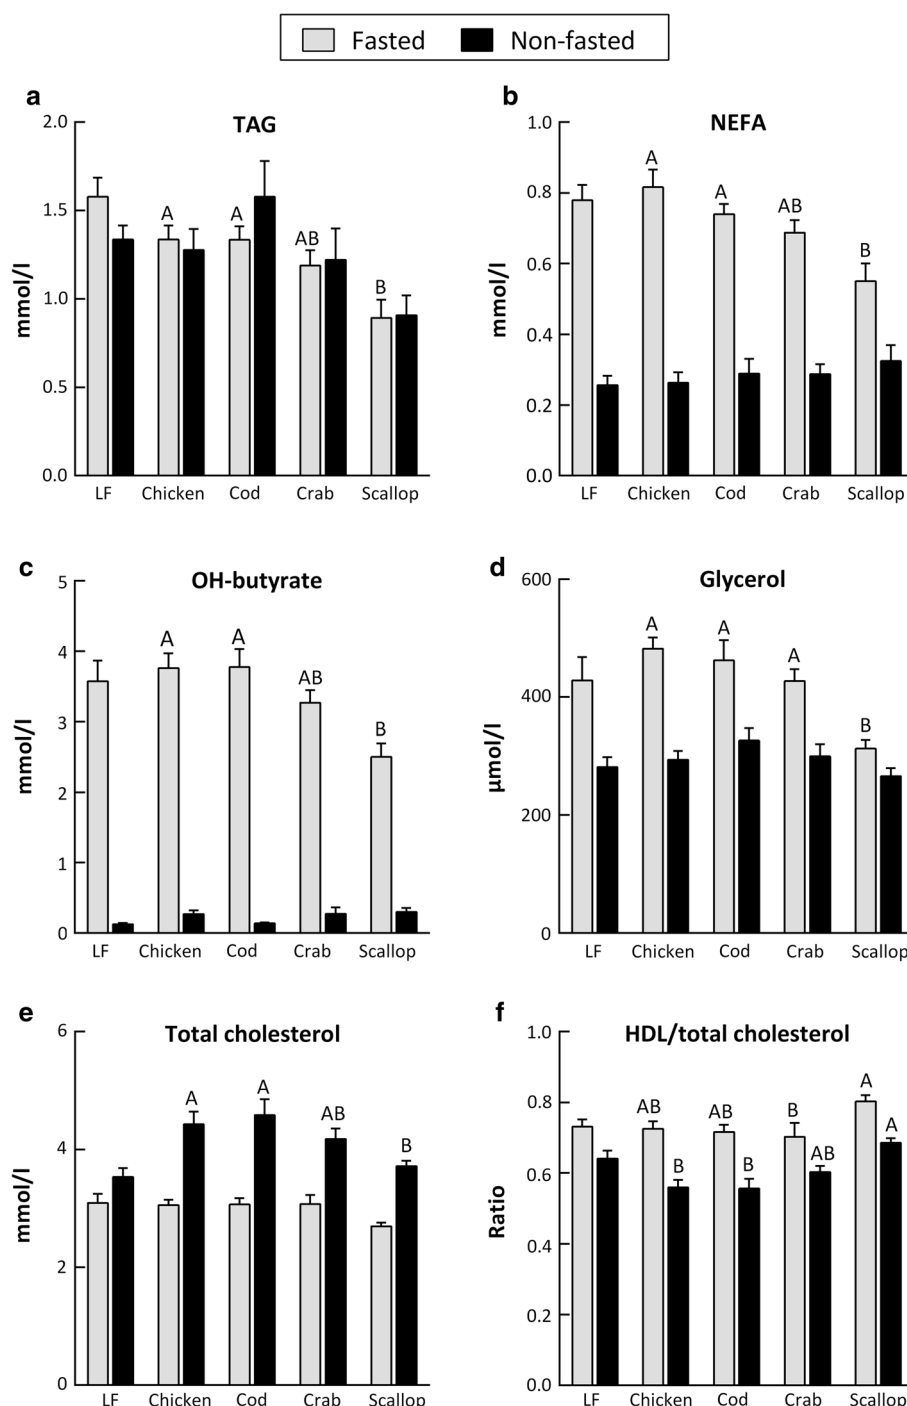 Fasted Non-fasted
a b
TAG
2.0
1.5
1.0
0.5
0.0
mmol/l
A A AB B
LF Chicken Cod Crab Scallop
NEFA
1.0
0.8
0.6
0.4
0.2
0.0
mmol/l
A A AB B
LF Chicken Cod Crab Scallop
c d
OH-butyrate
5
4
3
2
1
0
mmol/l
A A AB B
LF Chicken Cod Crab Scallop
Glycerol
600
400
200
0
μmol/l
A A A B
LF Chicken Cod Crab Scallop
e f
Total cholesterol
6
4
2
0
mmol/l
A A AB B
LF Chicken Cod Crab Scallop
HDL/total cholesterol
1.0
0.8
0.6
0.4
0.2
0.0
Ratio
AB AB B A
B B AB A
LF Chicken Cod Crab Scallop